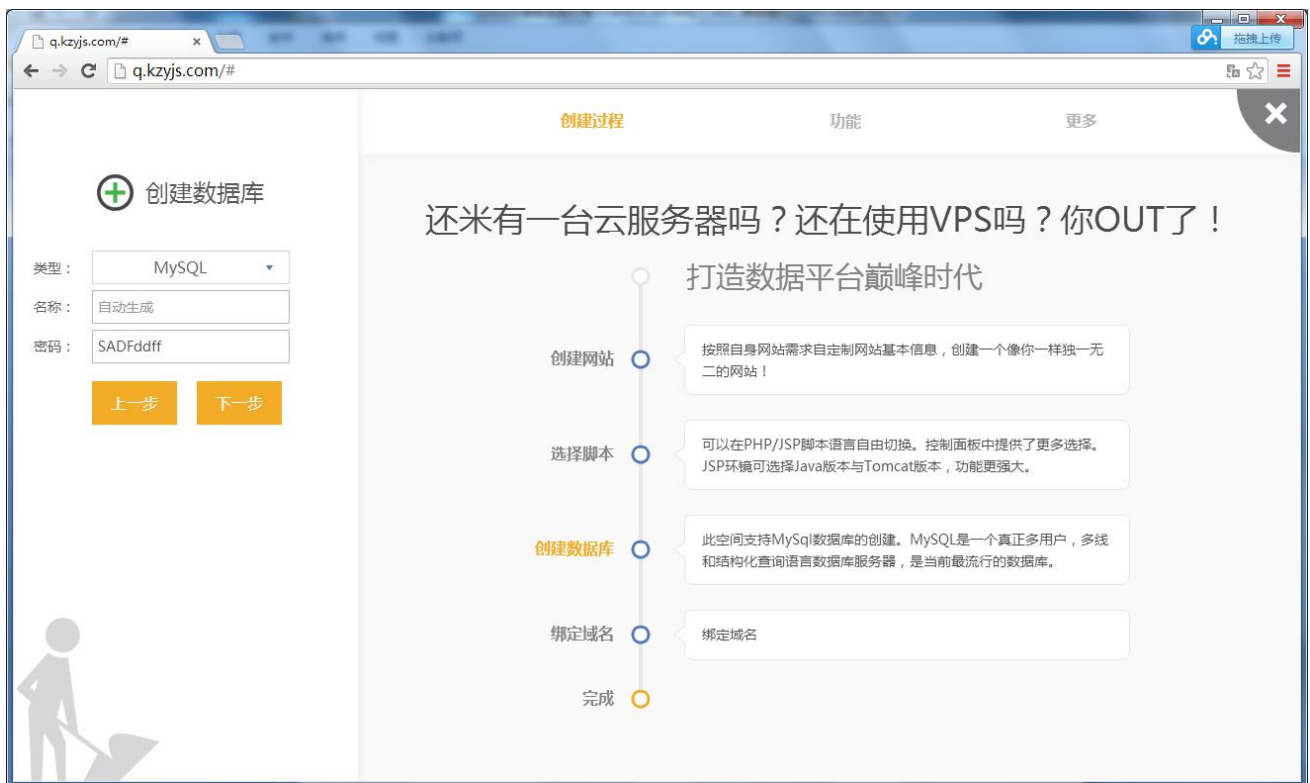 q.kzyjs.com/#
拖拽上传
q.kzyjs.com/#
创建过程 功能 更多
创建数据库
类型： MySQL
名称： 自动生成
密码： SADFddff
上一步 下一步
还米有一台云服务器吗？还在使用VPS吗？你OUT了！
打造数据平台巅峰时代
创建网站
按照自身网站需求自定制网站基本信息，创建一个像你一样独一无
二的网站！
选择脚本
可以在PHP/JSP脚本语言自由切换。控制面板中提供了更多选择。
JSP环镜可选择Java版本与Tomcat版本，功能更强大。
创建数据库
此空间支持MySql数据库的创建。MySQL是一个真正多用户，多线
和结构化查询语言数据库服务器，是当前最流行的数据库。
绑定域名
绑定域名
完成